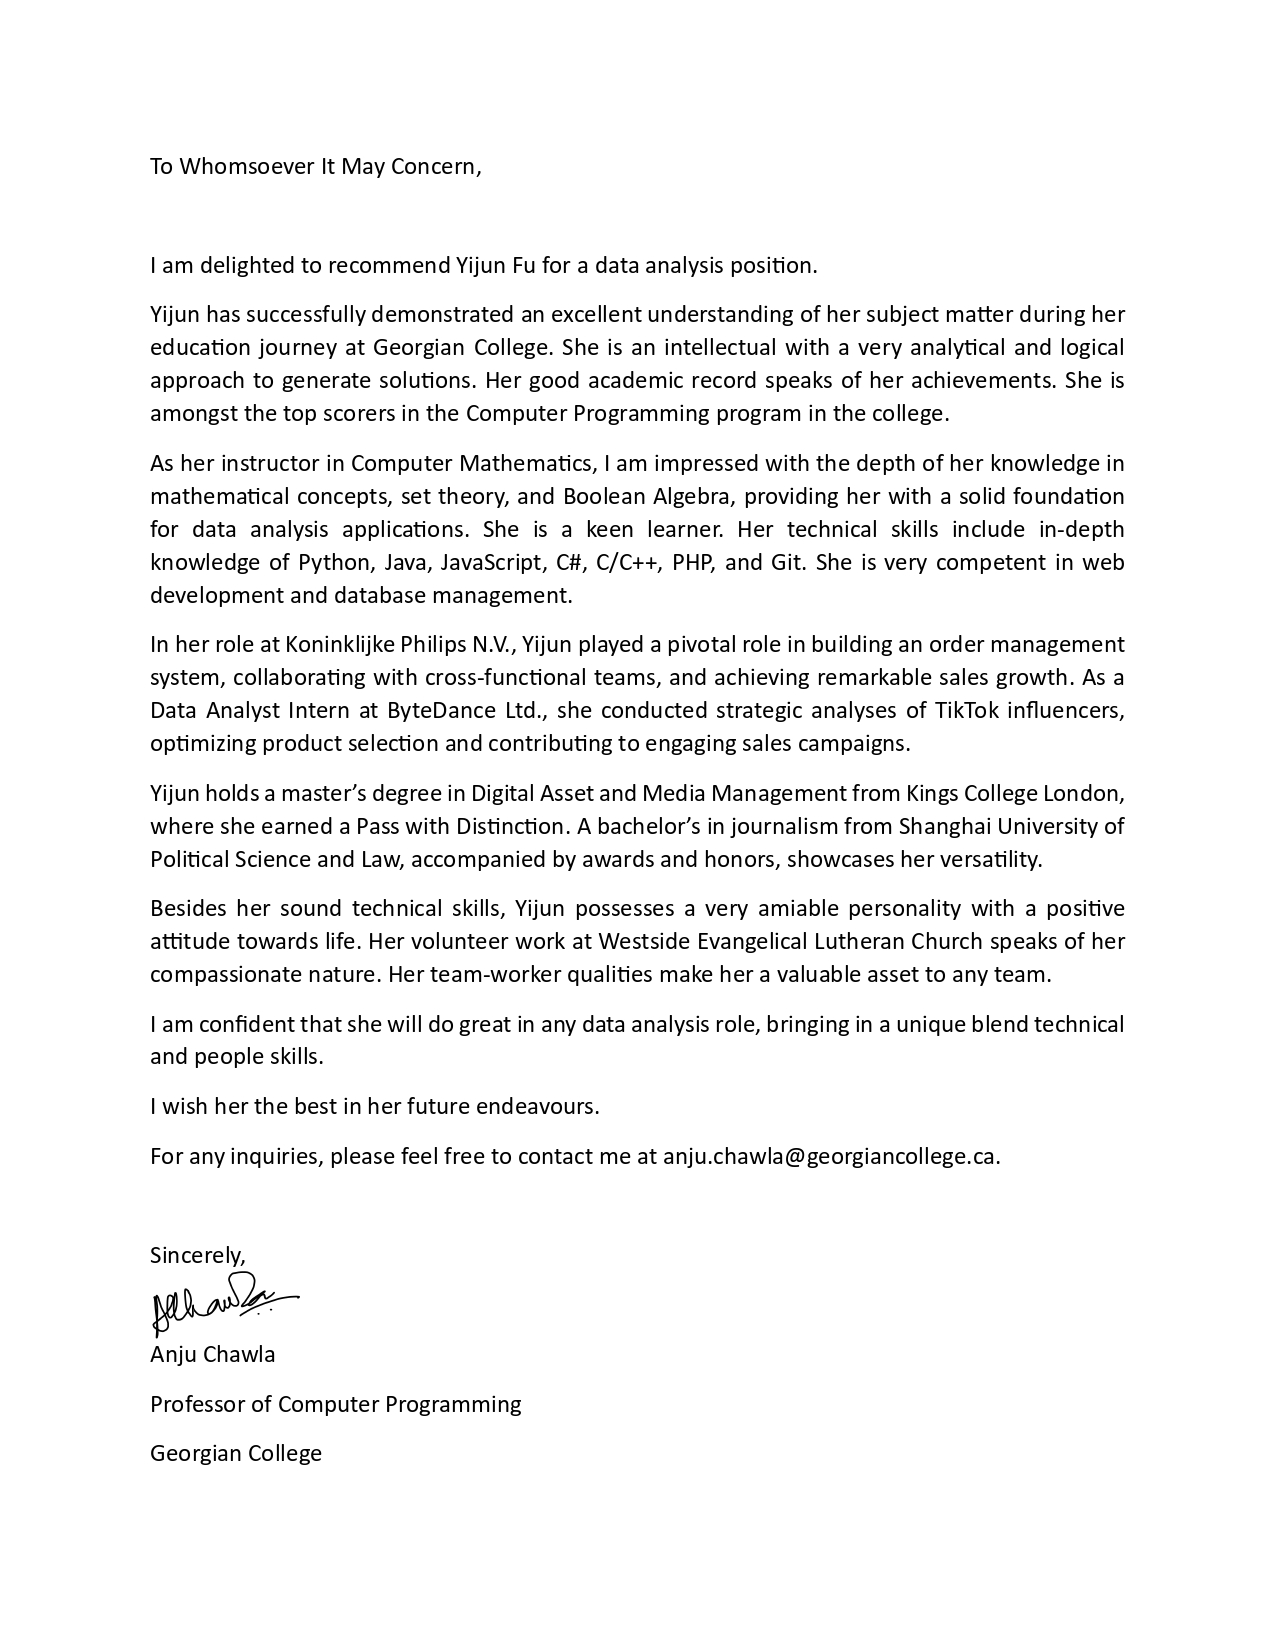 To Whomsoever It May Concern,
I am delighted to recommend Yijun Fu for a data analysis position.
Yijun has successfully demonstrated an excellent understanding of her subject matter during her
education journey at Georgian College. She is an intellectual with a very analytical and logical
approach to generate solutions. Her good academic record speaks of her achievements. She is
amongst the top scorers in the Computer Programming program in the college.
As her instructor in Computer Mathematics, I am impressed with the depth of her knowledge in
mathematical concepts, set theory, and Boolean Algebra, providing her with a solid foundation
for data analysis applications. She is a keen learner. Her technical skills include in-depth
knowledge of Python, Java, JavaScript, C#, C/C++, PHP, and Git. She is very competent in web
development and database management.
In her role at Koninklijke Philips N.V., Yijun played a pivotal role in building an order management
system, collaborating with cross-functional teams, and achieving remarkable sales growth. As a
Data Analyst Intern at ByteDance Ltd., she conducted strategic analyses of TikTok influencers,
optimizing product selection and contributing to engaging sales campaigns.
Yijun holds a master’s degree in Digital Asset and Media Management from Kings College London,
where she earned a Pass with Distinction. A bachelor’s in journalism from Shanghai University of
Political Science and Law, accompanied by awards and honors, showcases her versatility.
Besides her sound technical skills, Yijun possesses a very amiable personality with a positive
attitude towards life. Her volunteer work at Westside Evangelical Lutheran Church speaks of her
compassionate nature. Her team-worker qualities make her a valuable asset to any team.
I am confident that she will do great in any data analysis role, bringing in a unique blend technical
and people skills.
I wish her the best in her future endeavours.
For any inquiries, please feel free to contact me at anju.chawla@georgiancollege.ca.
Sincerely,
AChawla
Anju Chawla
Professor of Computer Programming
Georgian College